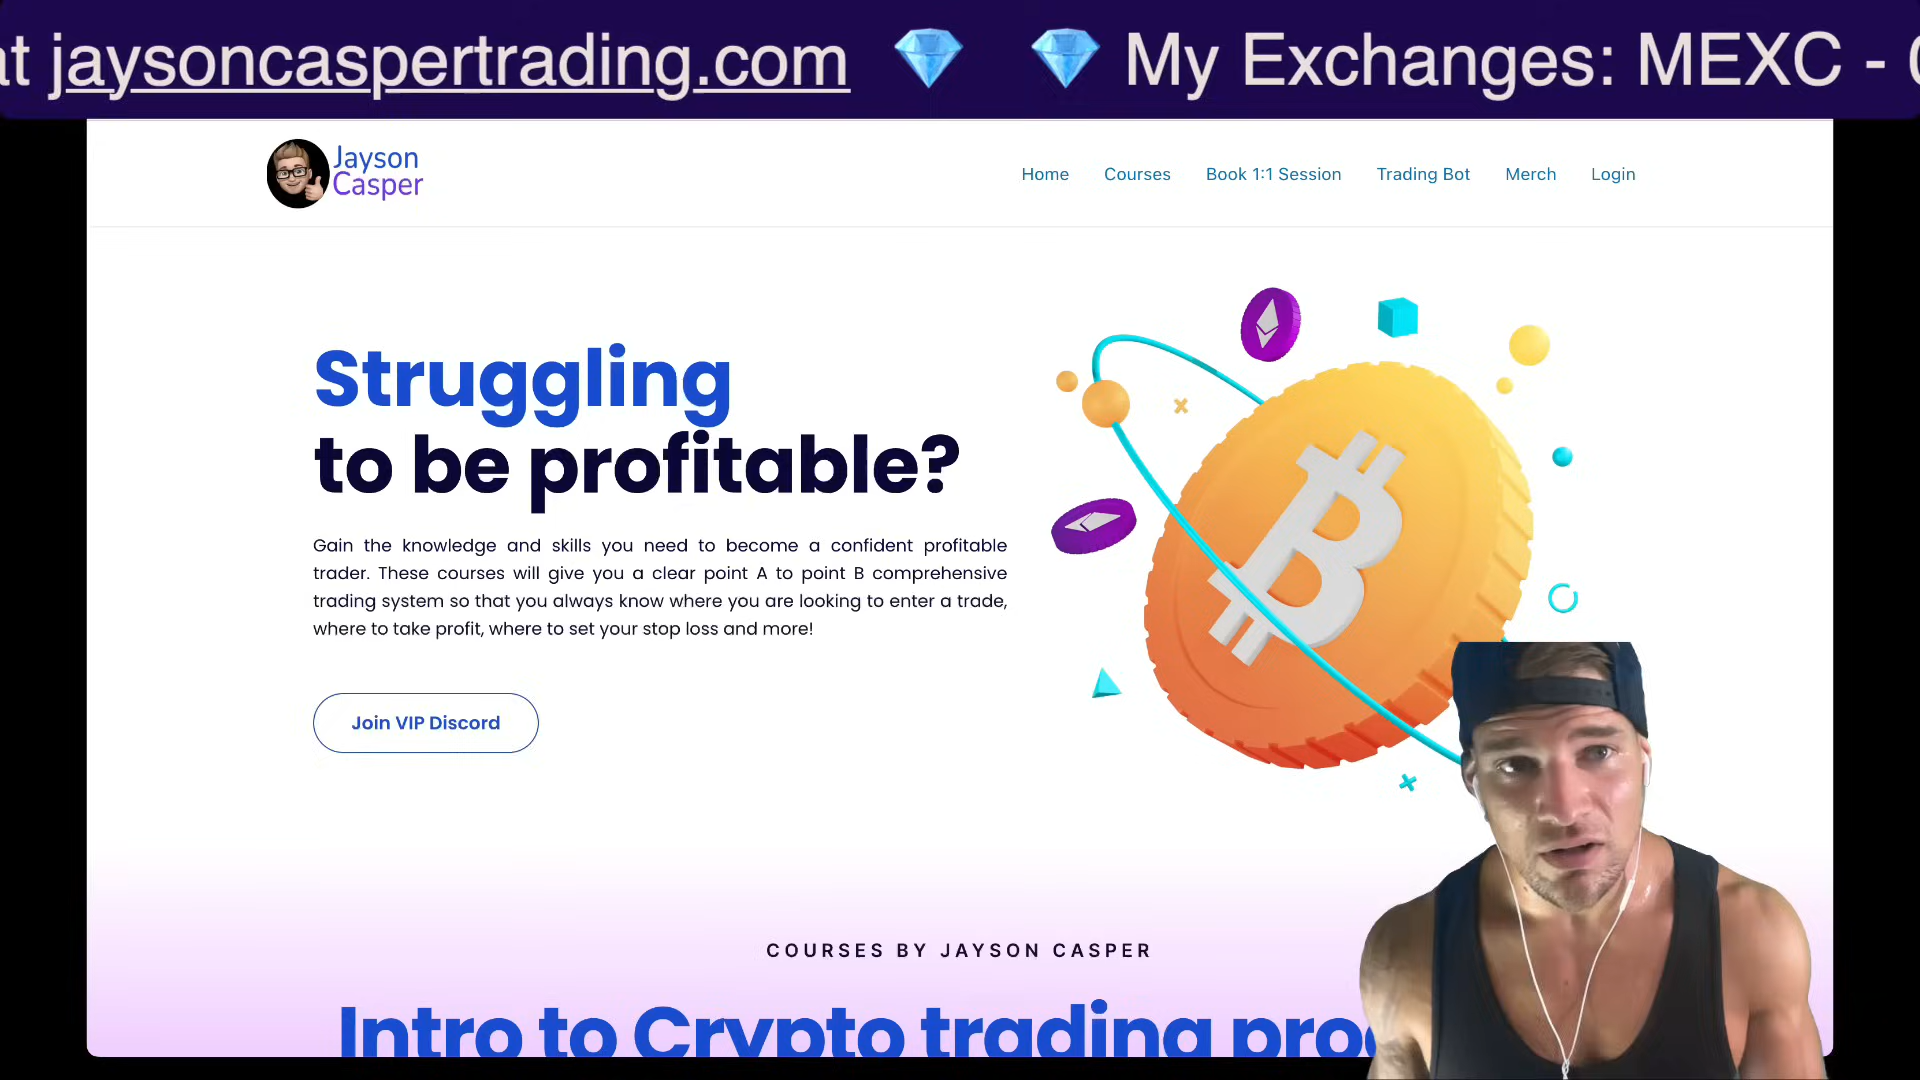 at jaysoncaspertrading.com 💎 💎 My Exchanges: MEXC -
Jayson
Casper
Home Courses Book 1:1 Session Trading Bot Merch Login
Struggling
to be profitable?
Gain the knowledge and skills you need to become a confident profitable
trader. These courses will give you a clear point A to point B comprehensive
trading system so that you always know where you are looking to enter a trade,
where to take profit, where to set your stop loss and more!
Join VIP Discord
COURSES BY JAYSON CASPER
Intro to Crypto trading